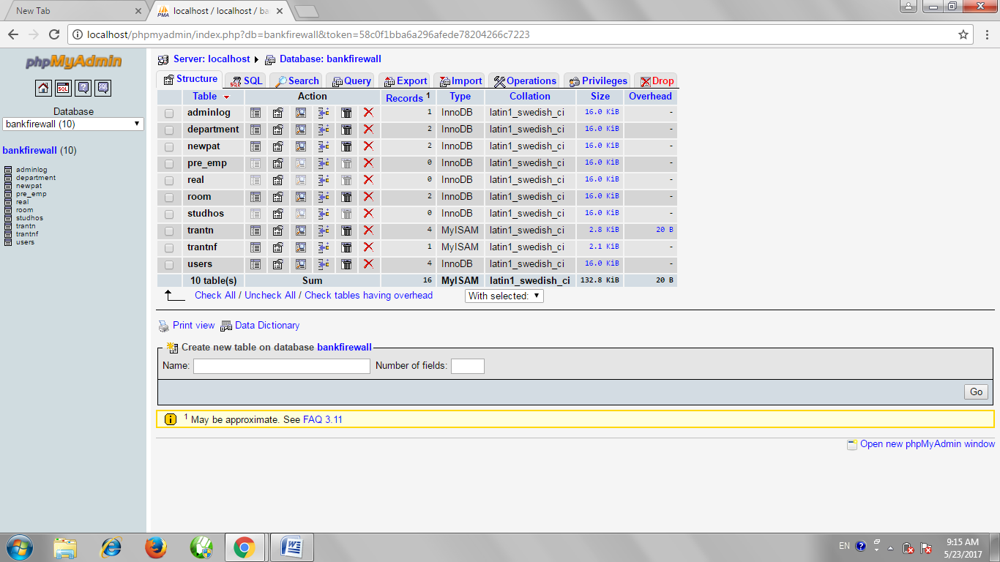 New Tab
localhost / localhost / ba
localhost/phpmyadmin/index.php?db=bankfirewall&token=58c0f1bba6a296afede78204266c7223
phpMyAdmin
Database
bankfirewall (10)
bankfirewall (10)
adminlog
department
newpat
pre_emp
real
room
studhos
trantn
trantnf
users
Server: localhost Database: bankfirewall
Structure SQL Search Query Export Import Operations Privileges Drop
Table Action Records 1 Type Collation Size Overhead
adminlog 1 InnoDB latin1_swedish_ci 16.0 KiB -
department 2 InnoDB latin1_swedish_ci 16.0 KiB -
newpat 2 InnoDB latin1_swedish_ci 16.0 KiB -
pre_emp 0 InnoDB latin1_swedish_ci 16.0 KiB -
real 0 InnoDB latin1_swedish_ci 16.0 KiB -
room 2 InnoDB latin1_swedish_ci 16.0 KiB -
studhos 0 InnoDB latin1_swedish_ci 16.0 KiB -
trantn 4 MyISAM latin1_swedish_ci 2.8 KiB 20 B
trantnf 1 MyISAM latin1_swedish_ci 2.1 KiB -
users 4 InnoDB latin1_swedish_ci 16.0 KiB -
10 table(s) Sum 16 MyISAM latin1_swedish_ci 132.8 KiB 20 B
Check All / Uncheck All / Check tables having overhead With selected:
Print view Data Dictionary
Create new table on database bankfirewall
Name: Number of fields:
Go
1 May be approximate. See FAQ 3.11
Open new phpMyAdmin window
EN 9:15 AM
5/23/2017